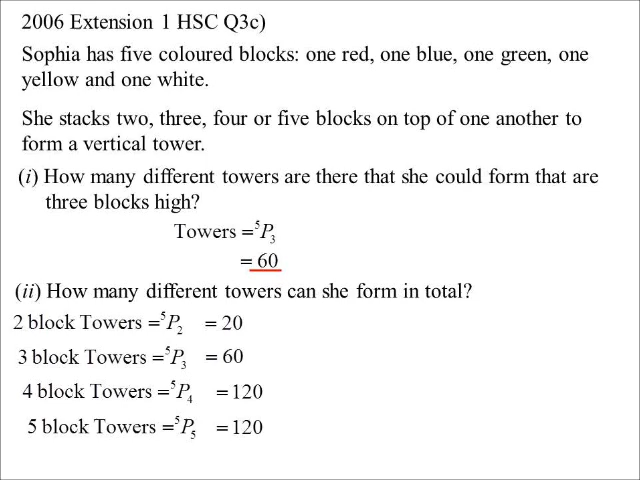 2006 Extension 1 HSC Q3c)
Sophia has five coloured blocks: one red, one blue, one green, one
yellow and one white.
She stacks two, three, four or five blocks on top of one another to
form a vertical tower.
(i) How many different towers are there that she could form that are
three blocks high?
Towers = ⁵P₃
= 60
(ii) How many different towers can she form in total?
2 block Towers = ⁵P₂ = 20
3 block Towers = ⁵P₃ = 60
4 block Towers = ⁵P₄ = 120
5 block Towers = ⁵P₅ = 120